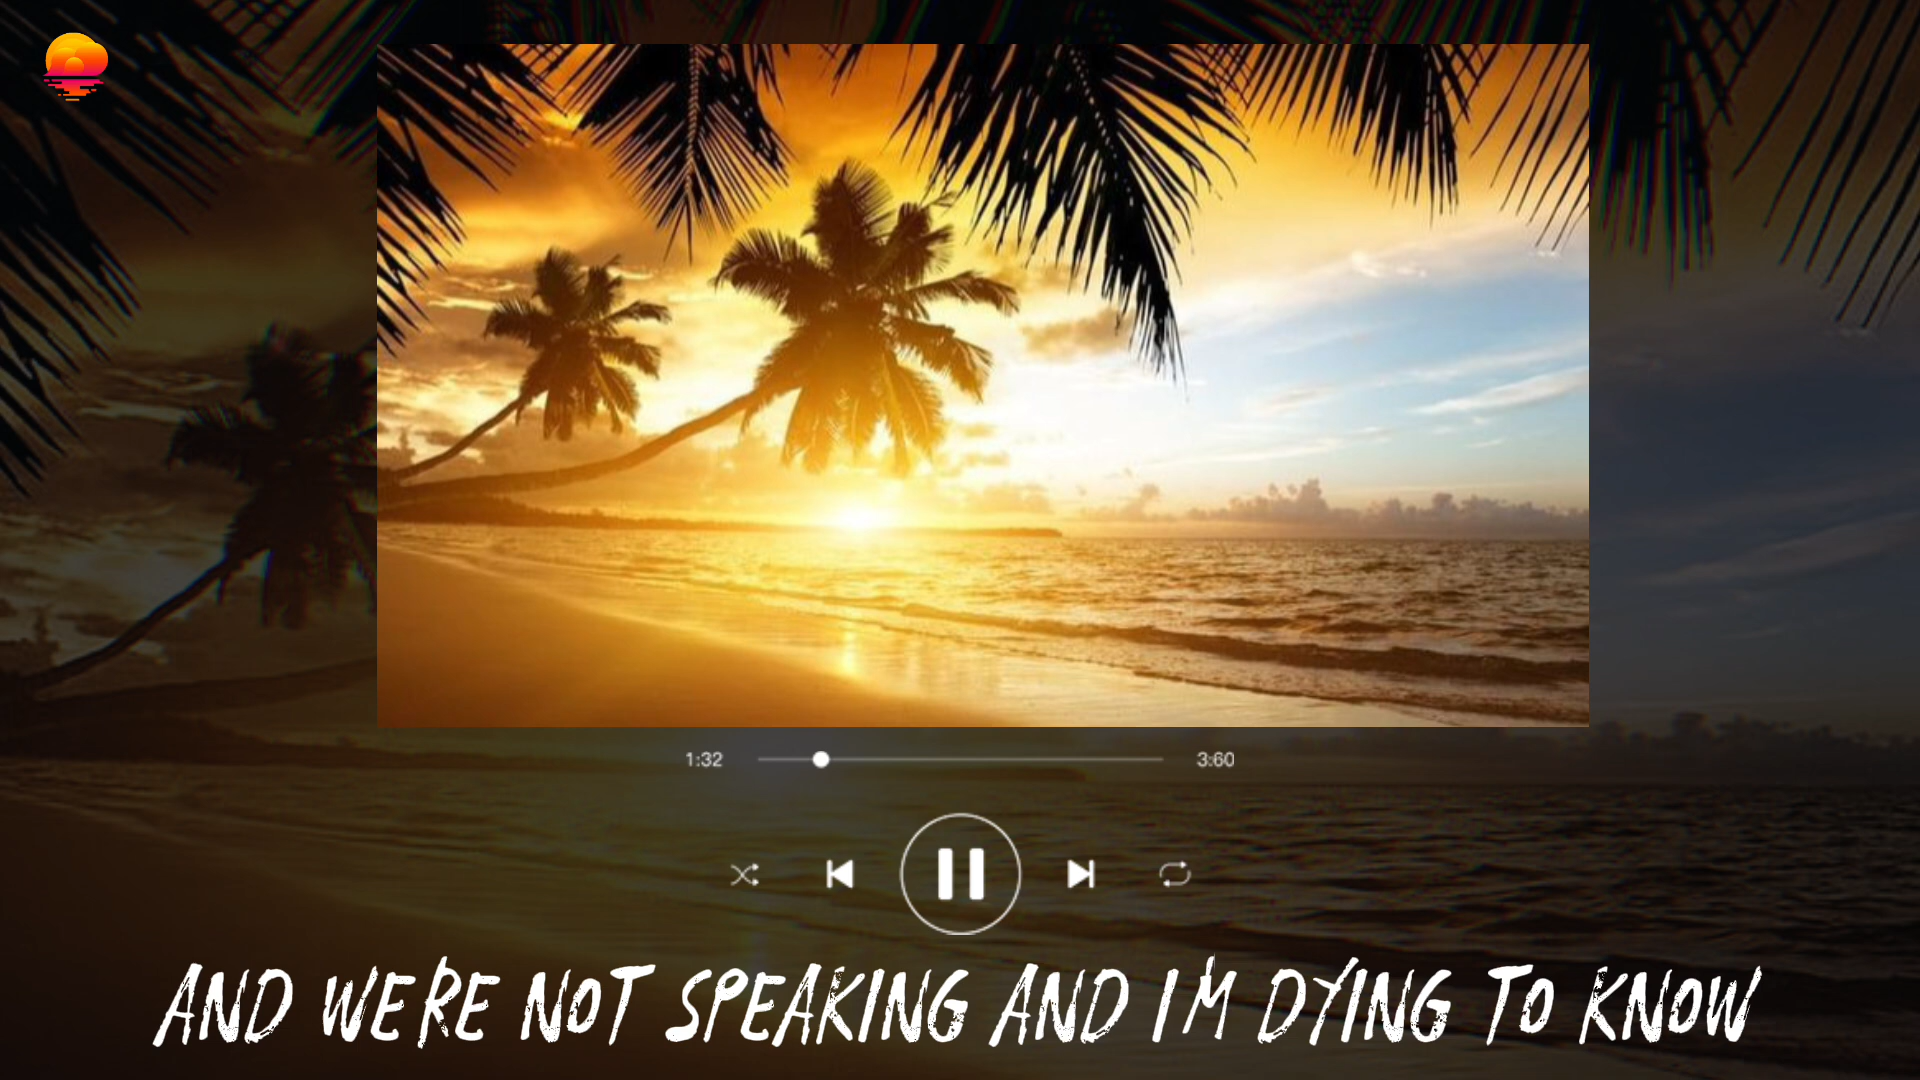 1:32 3:60
AND WE'RE NOT SPEAKING AND I'M DYING TO KNOW